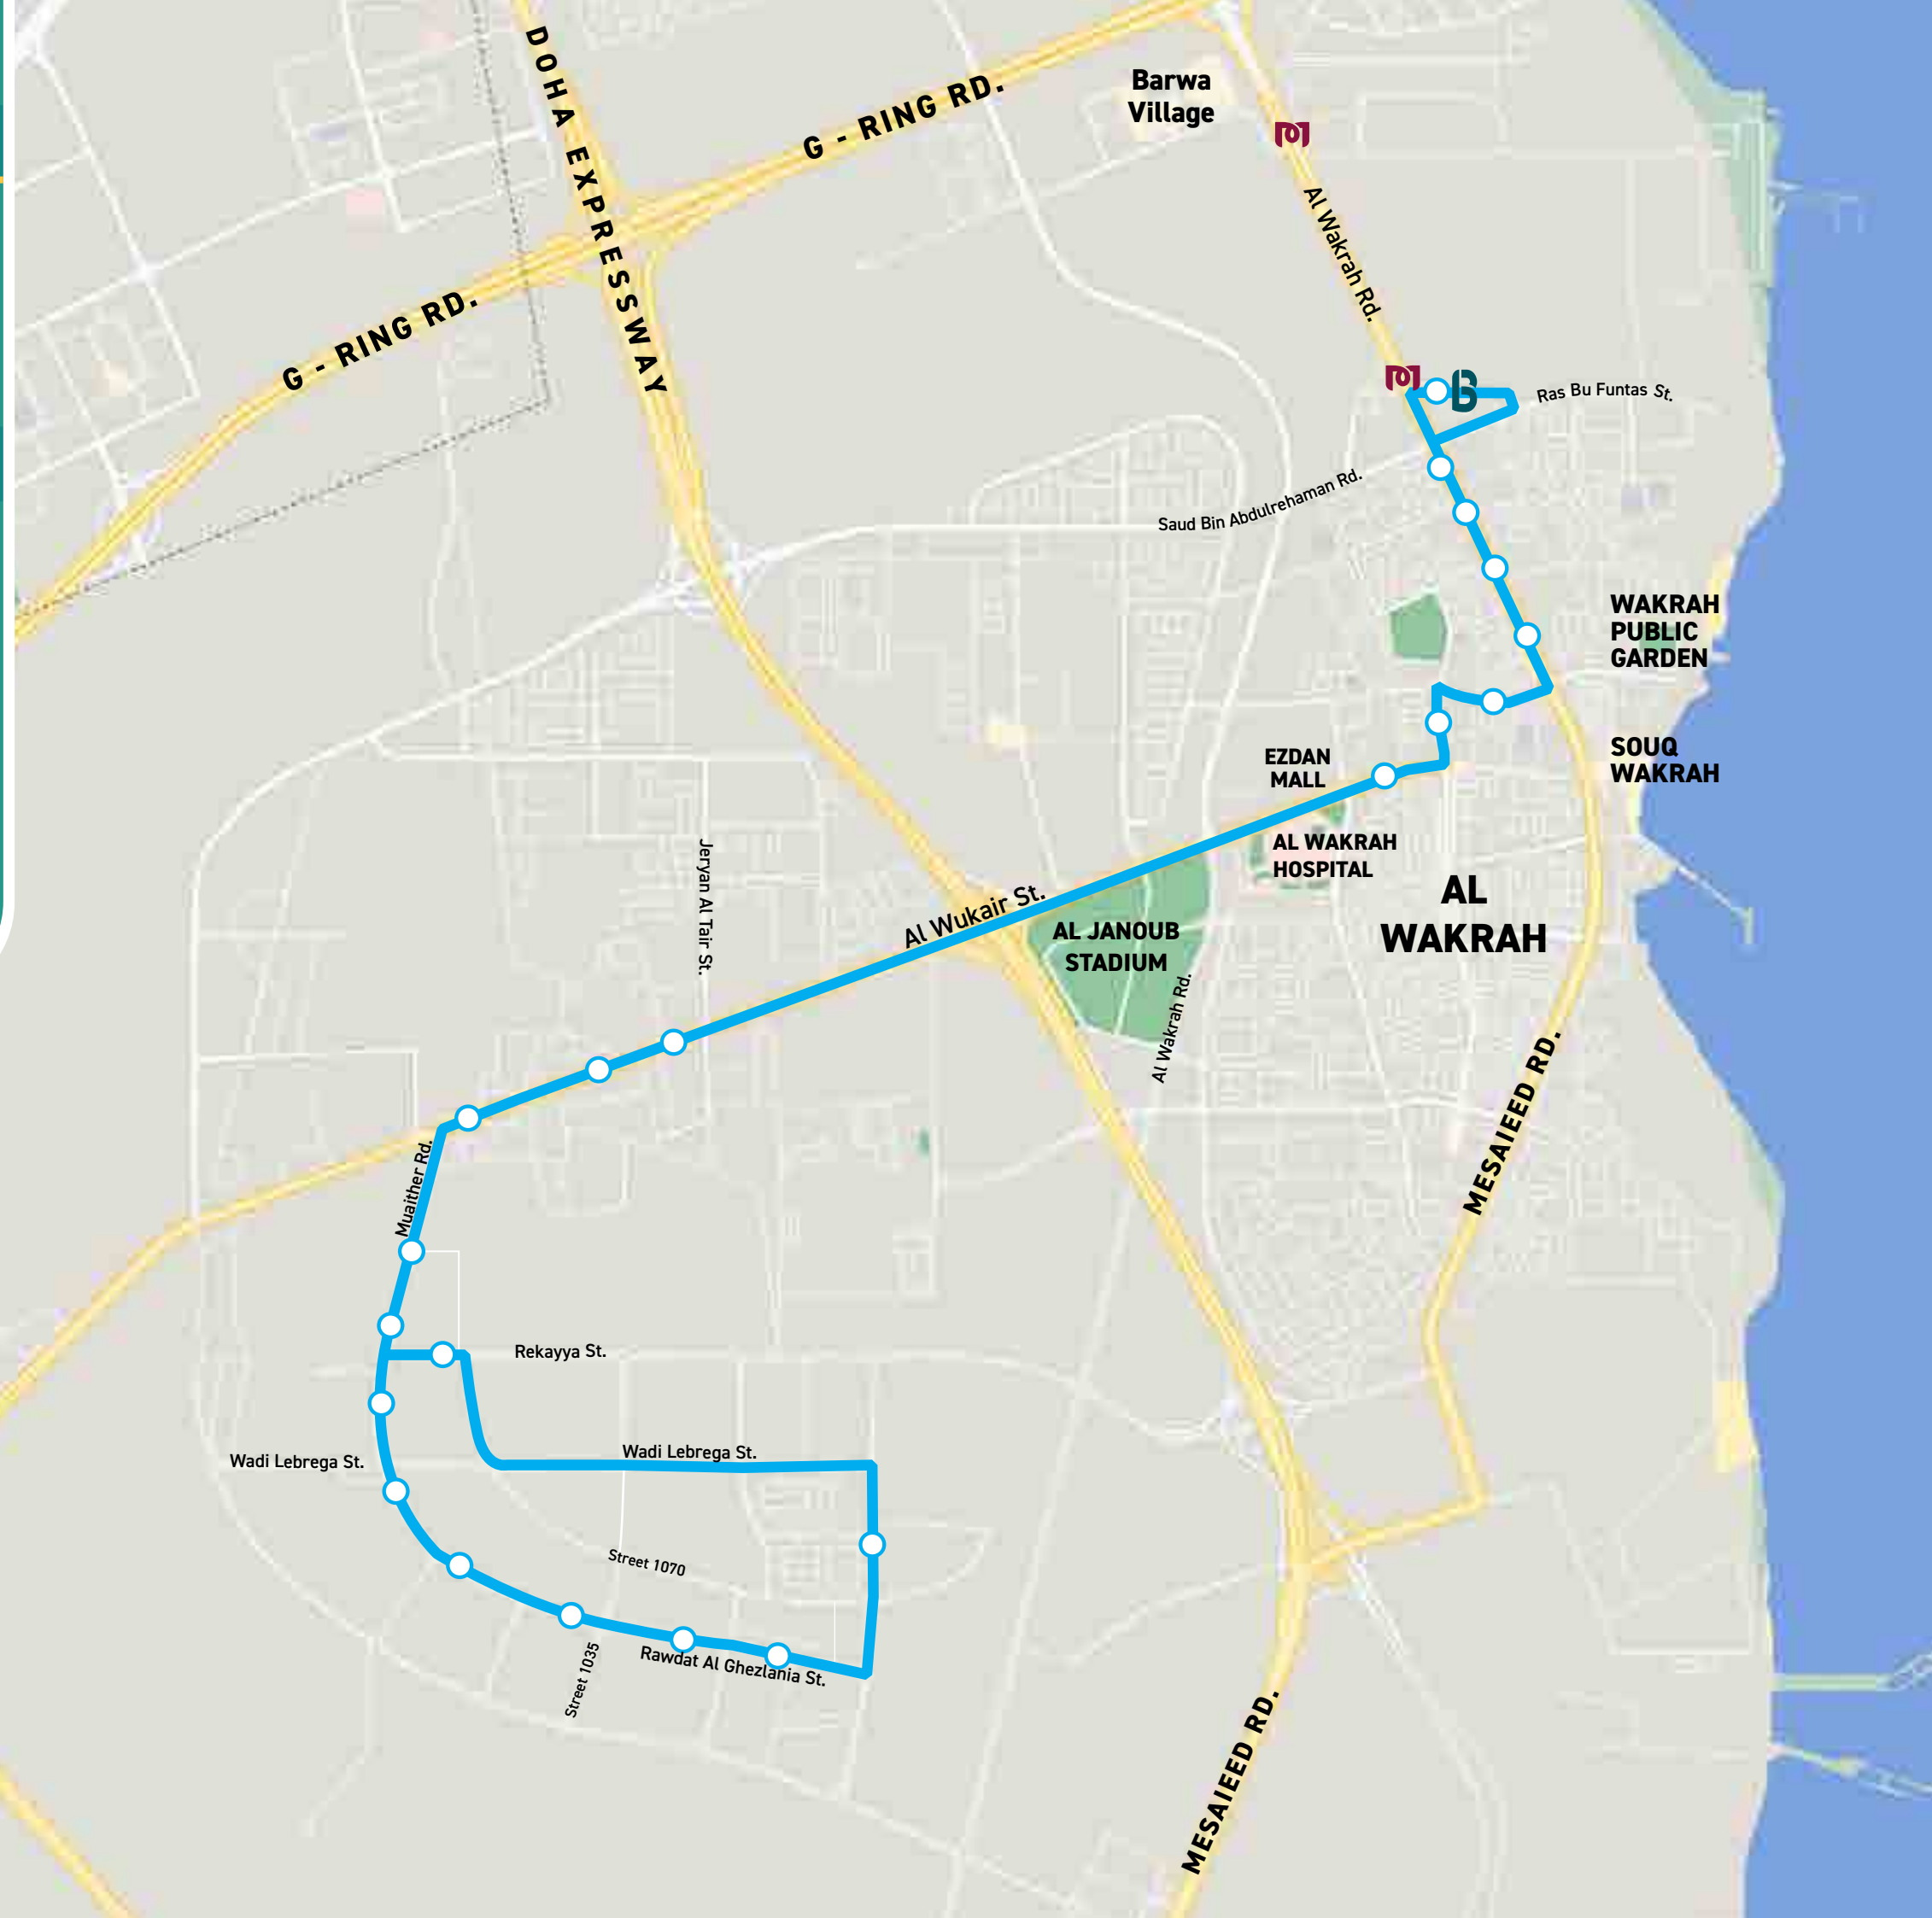 DOHA EXPRESSWAY
G - RING RD.
Barwa
Village
G - RING RD.
Al Wakrah Rd.
B
Ras Bu Funtas St.
Saud Bin Abdulrehaman Rd.
WAKRAH
PUBLIC
GARDEN
EZDAN
MALL
SOUQ
WAKRAH
AL WAKRAH
HOSPITAL
Jeryan Al Tair St.
Al Wukair St.
AL JANOUB
STADIUM
AL
WAKRAH
Al Wakrah Rd.
MESAIEED RD.
Muaither Rd.
Rekayya St.
Wadi Lebrega St.
Wadi Lebrega St.
Street 1070
Rawdat Al Ghezlania St.
Street 1035
MESAIEED RD.